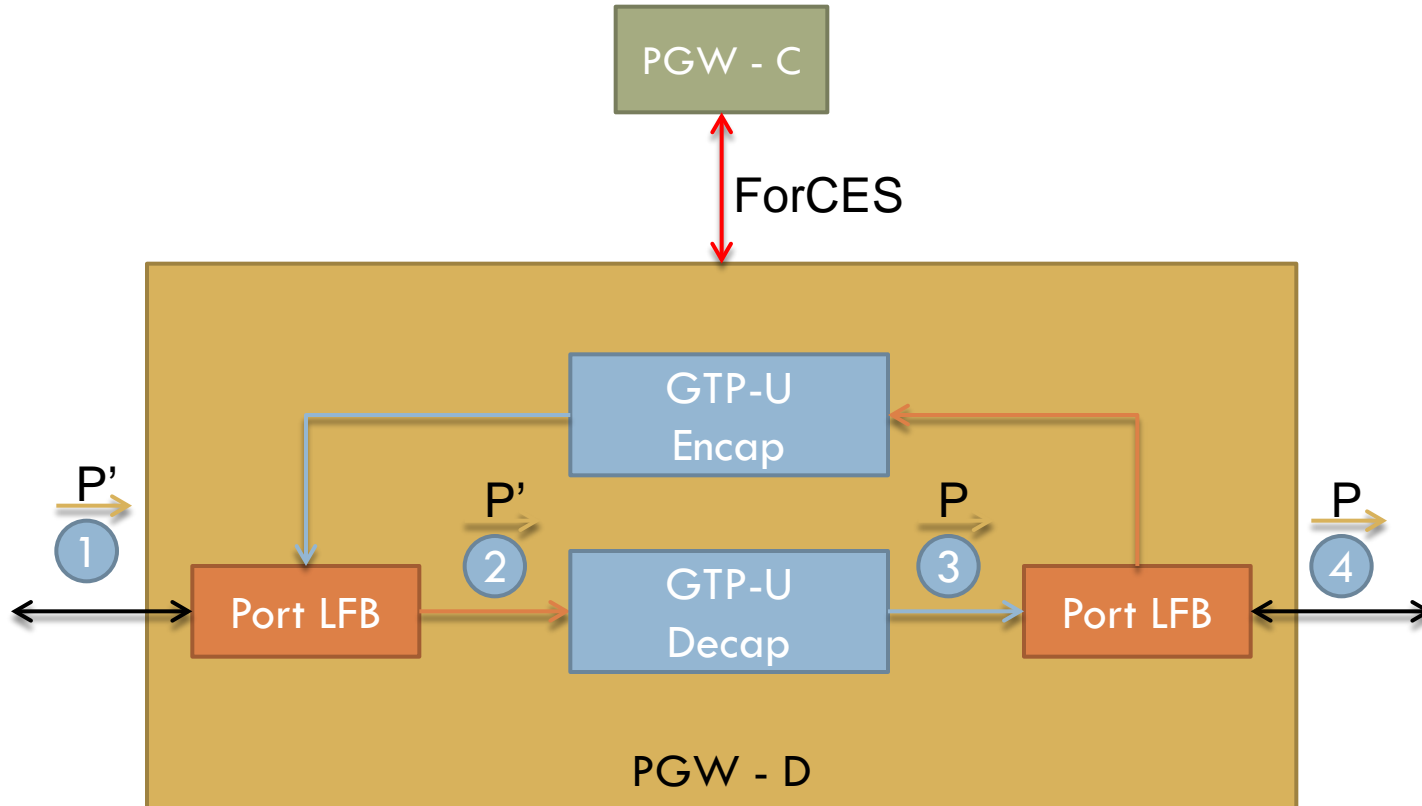 PGW - C
ForCES
GTP-U
Encap
P’
P’
P
P
1
2
3
4
GTP-U
Decap
Port LFB
Port LFB
PGW - D